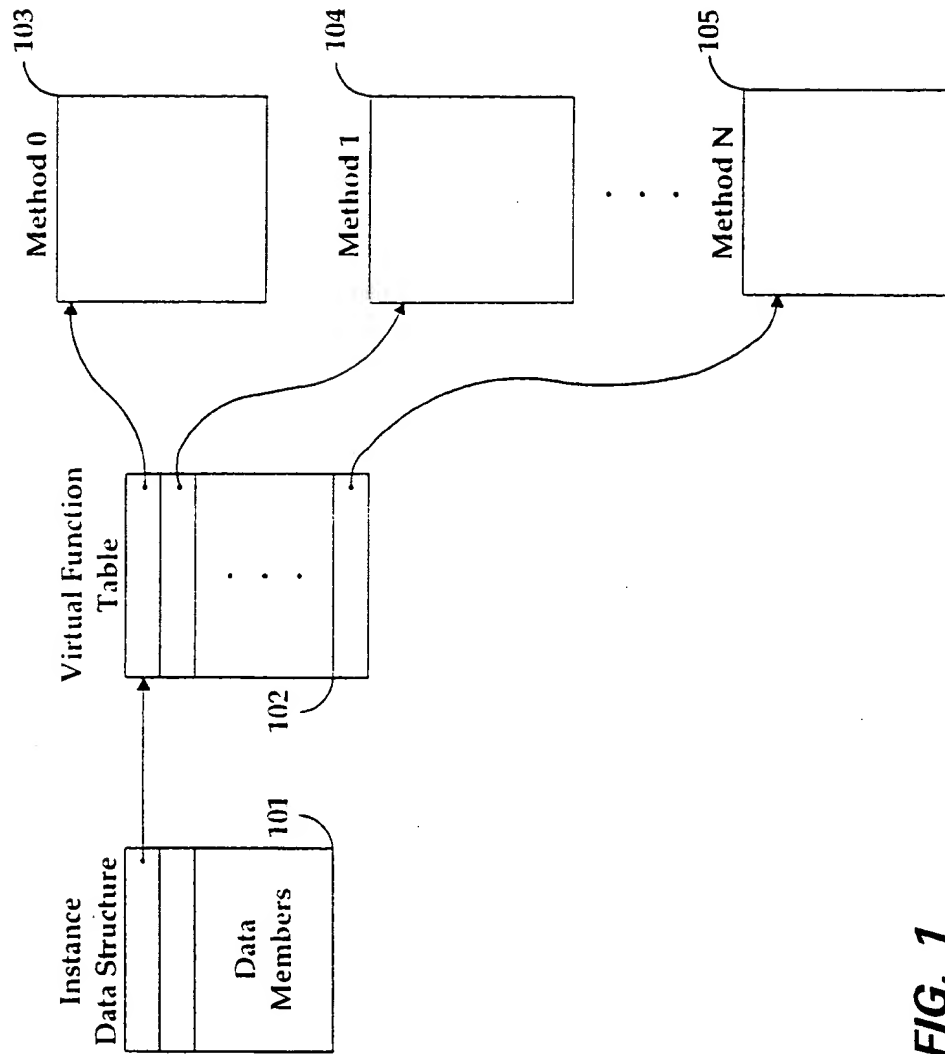 Instance
Data Structure
Data
Members
101
Virtual Function
Table
. . .
102
Method 0
103
Method 1
104
. . .
Method N
105
FIG. 1